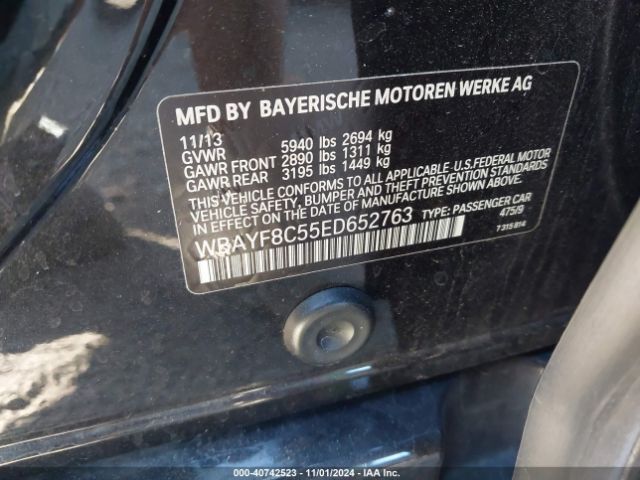 MFD BY BAYERISCHE MOTOREN WERKE AG
11/13
GVWR 5940 lbs 2694 kg
GAWR FRONT 2890 lbs 1311 kg
GAWR REAR 3195 lbs 1449 kg
THIS VEHICLE CONFORMS TO ALL APPLICABLE U.S.FEDERAL MOTOR
VEHICLE SAFETY, BUMPER, AND THEFT PREVENTION STANDARDS
IN EFFECT ON THE DATE OF MANUFACTURE SHOWN ABOVE.
WBAYF8C55ED652763 TYPE: PASSENGER CAR
475/9
7 315 814
000-40742523 - 11/01/2024 - IAA Inc.